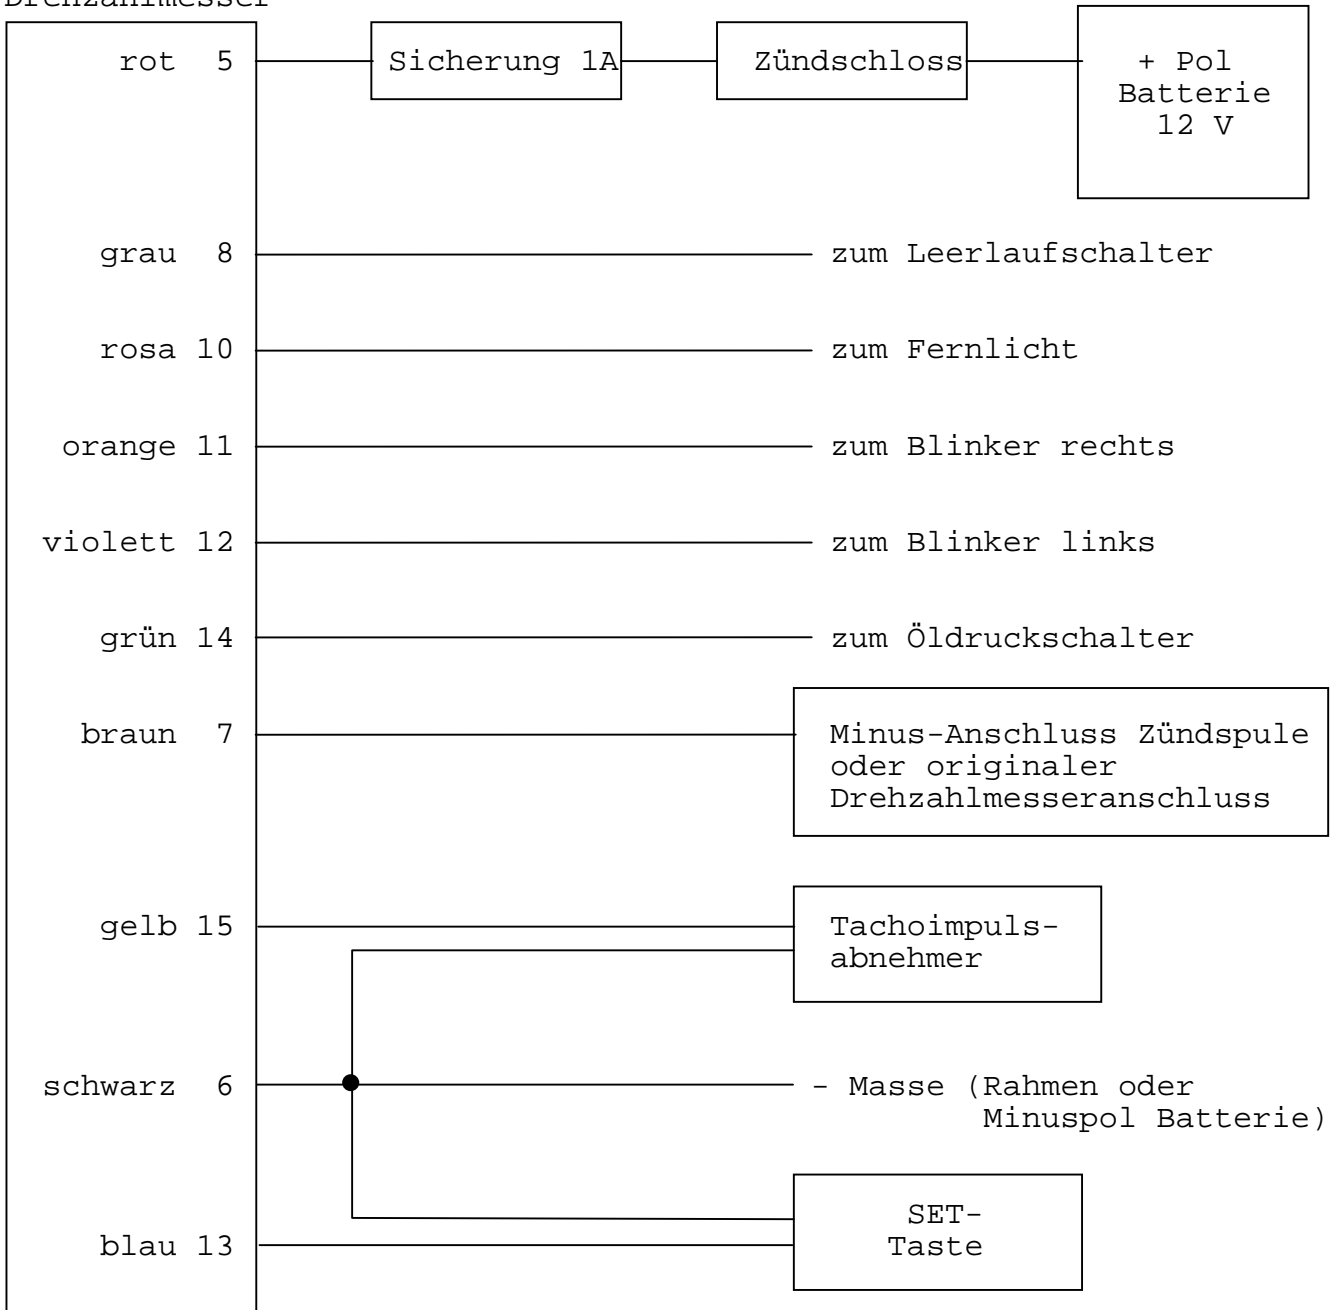 Drehzahlmesser
rot 5 Sicherung 1A Zündschloss + Pol
Batterie
12 V
grau 8 zum Leerlaufschalter
rosa 10 zum Fernlicht
orange 11 zum Blinker rechts
violett 12 zum Blinker links
grün 14 zum Öldruckschalter
braun 7 Minus-Anschluss Zündspule
oder originaler
Drehzahlmesseranschluss
gelb 15 Tachoimpuls-
abnehmer
schwarz 6 - Masse (Rahmen oder
Minuspol Batterie)
SET-
blau 13 Taste